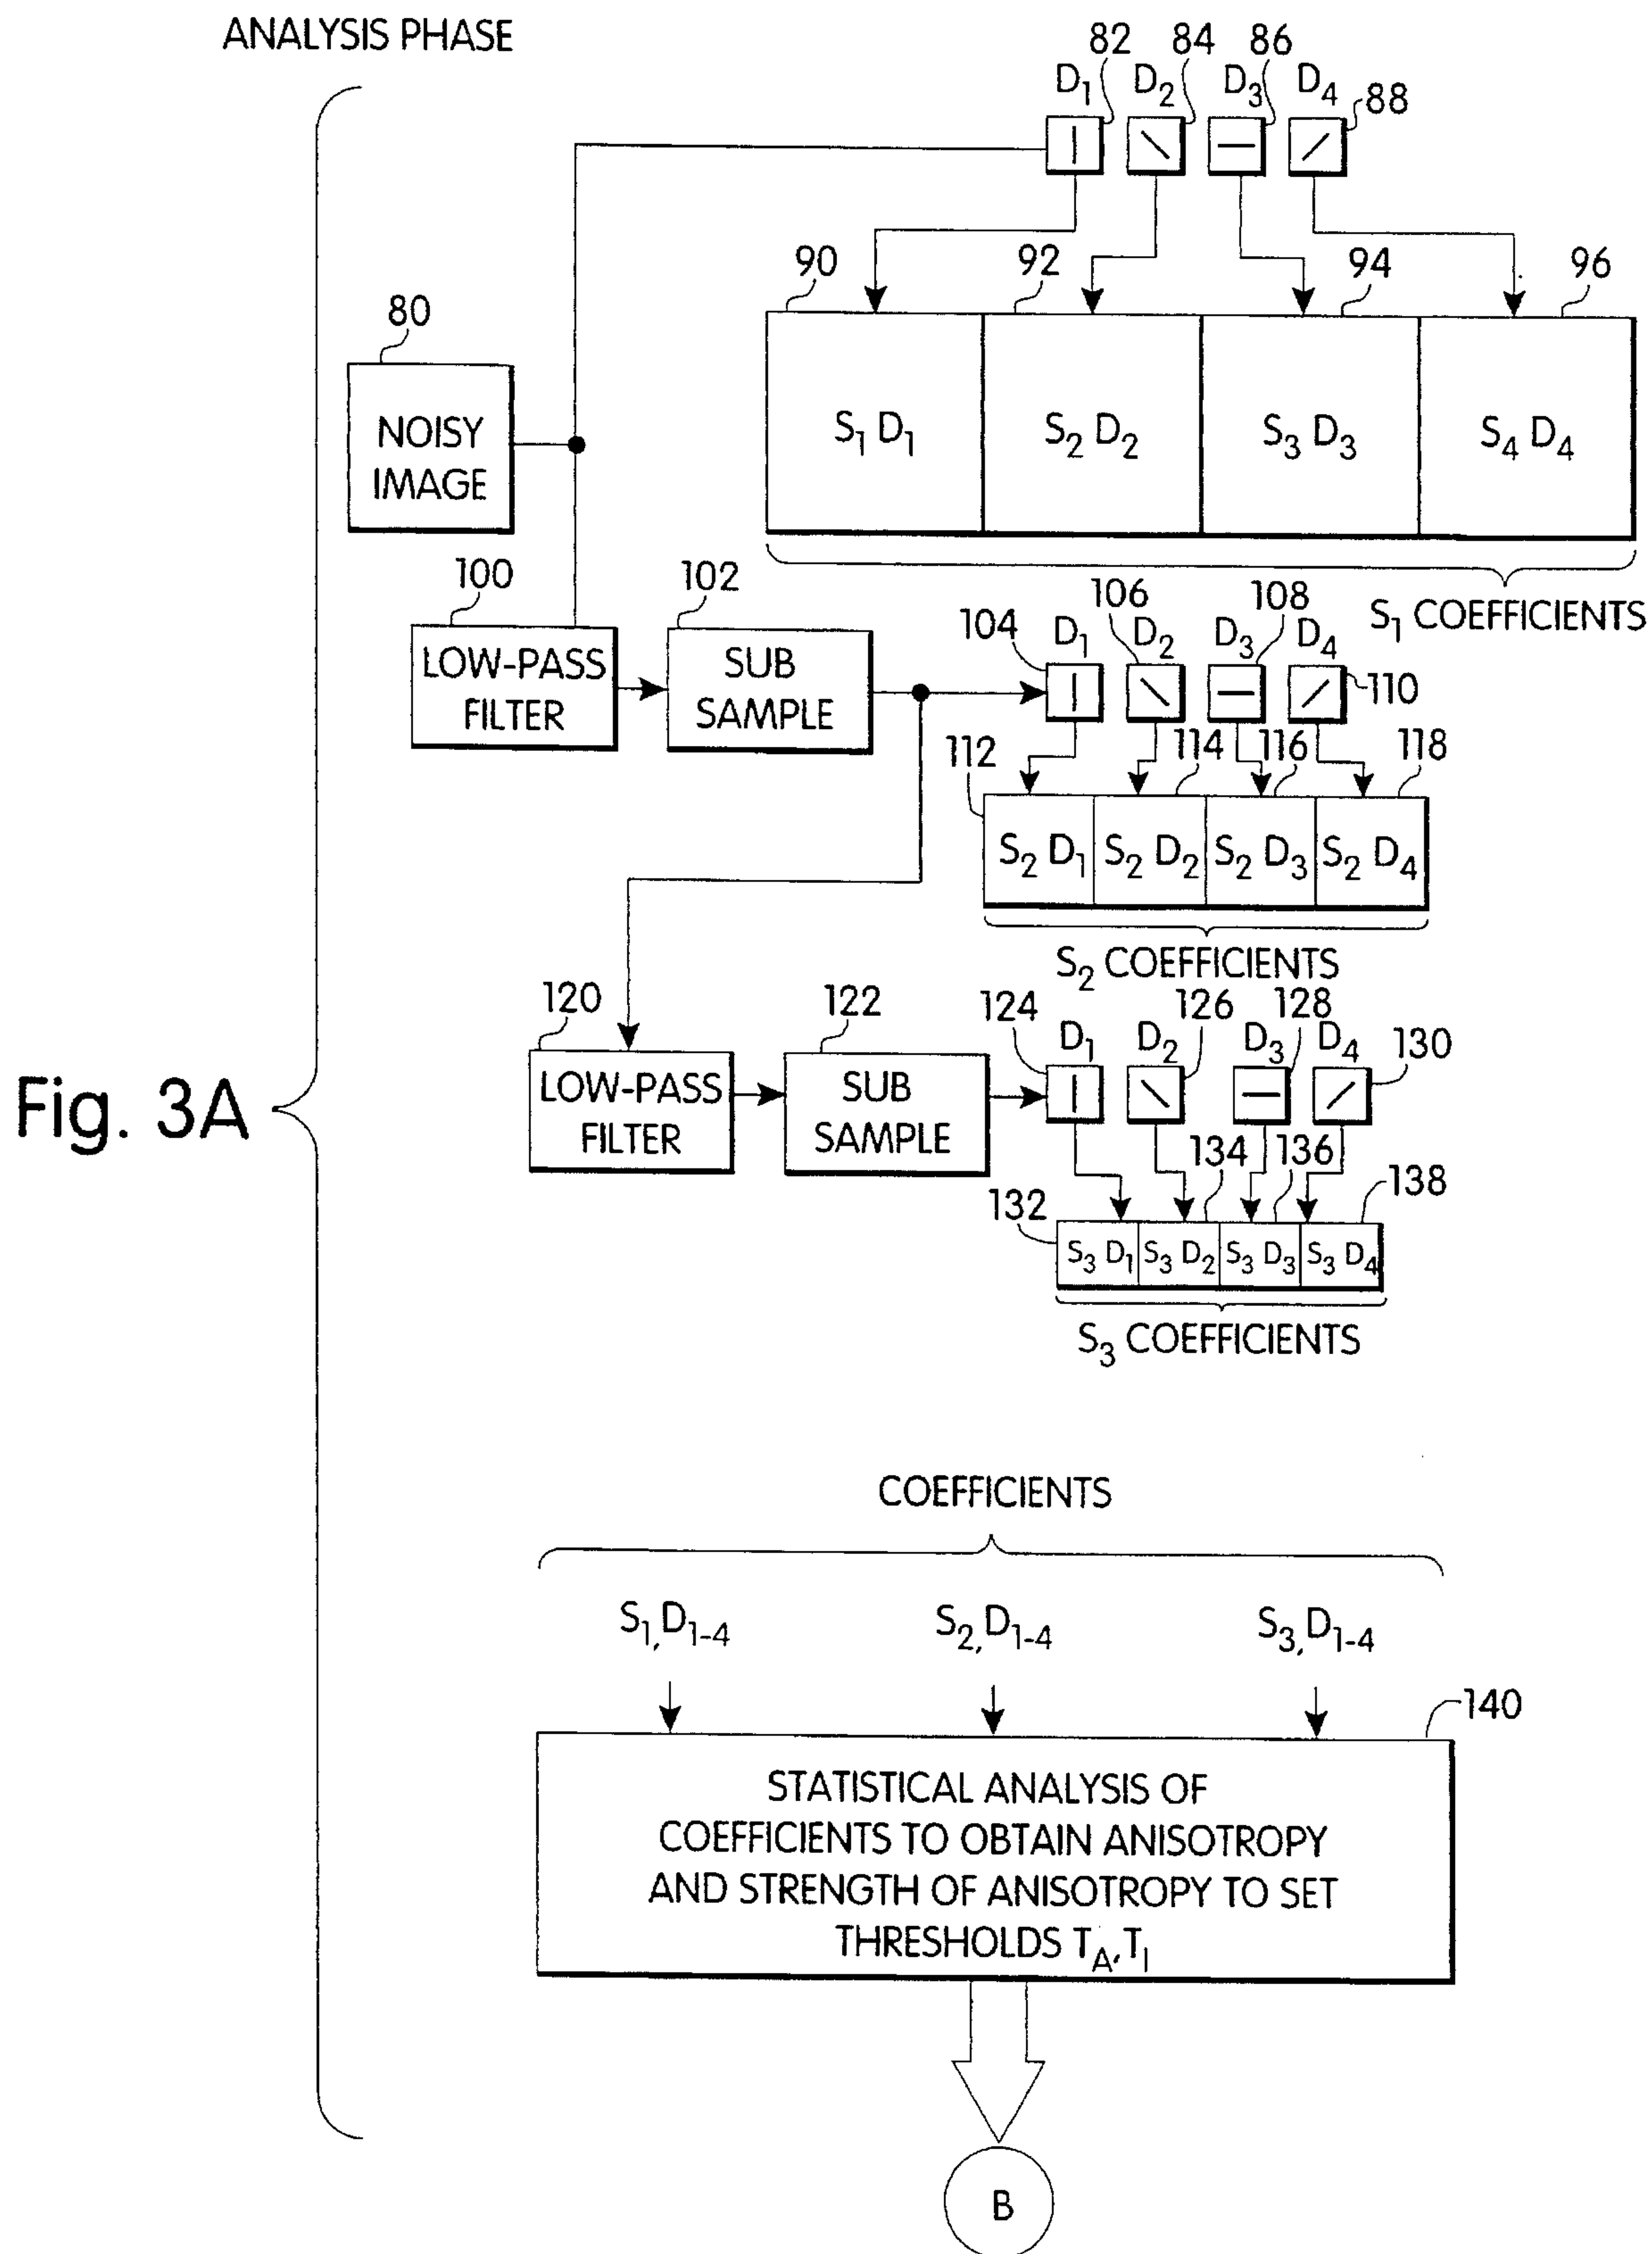 ANALYSIS PHASE
82 84 86
D₁ D₂ D₃ D₄ 88
90 92 94 96
80
NOISY
IMAGE
S₁ D₁ S₂ D₂ S₃ D₃ S₄ D₄
S₁ COEFFICIENTS
100 102
LOW-PASS
FILTER
SUB
SAMPLE
104 106 108
D₁ D₂ D₃ D₄
110
112 114 116 118
S₂ D₁ S₂ D₂ S₂ D₃ S₂ D₄
S₂ COEFFICIENTS
120 122
LOW-PASS
FILTER
SUB
SAMPLE
124 126 128
D₁ D₂ D₃ D₄ 130
132 134 136 138
S₃ D₁ S₃ D₂ S₃ D₃ S₃ D₄
S₃ COEFFICIENTS
Fig. 3A
COEFFICIENTS
S₁,D₁₋₄ S₂,D₁₋₄ S₃,D₁₋₄
140
STATISTICAL ANALYSIS OF
COEFFICIENTS TO OBTAIN ANISOTROPY
AND STRENGTH OF ANISOTROPY TO SET
THRESHOLDS T_A, T_I
B